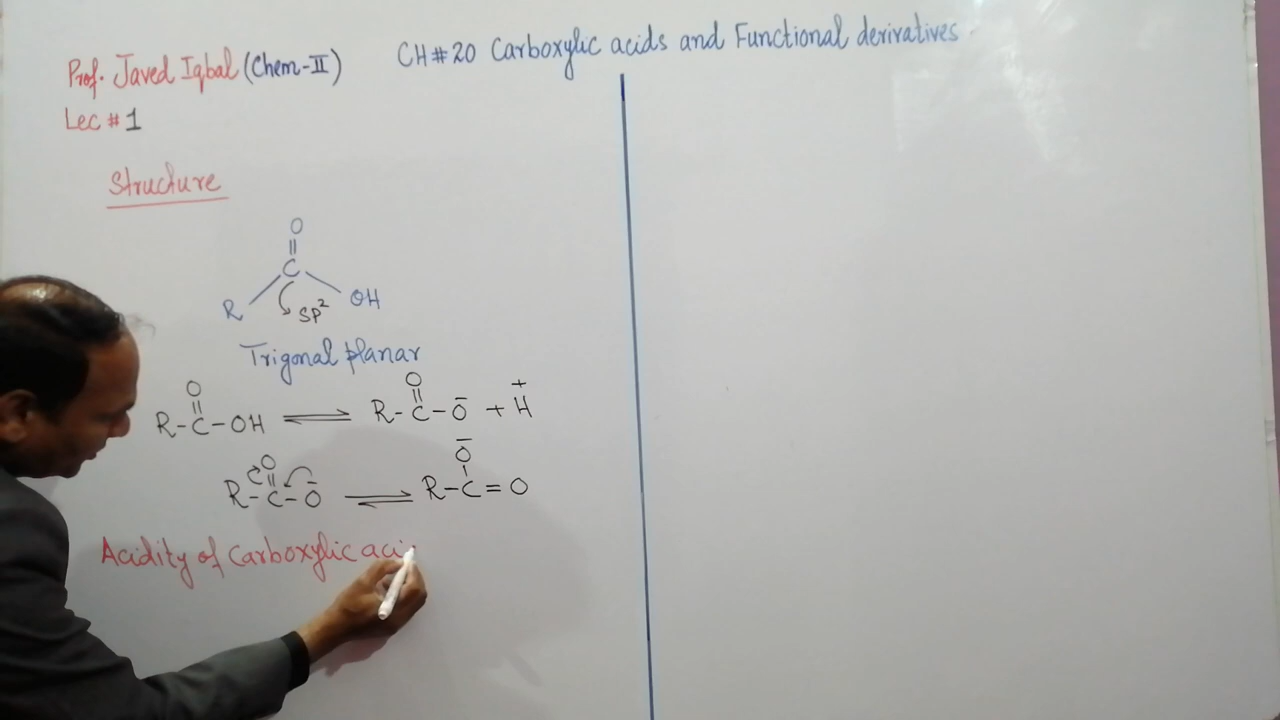 CH#20 Carboxylic acids and Functional derivatives
Prof. Javed Iqbal (Chem-II)
Lec # 1
Structure
O
||
C
R OH
SP²
Trigonal planar
O O +
|| ||
R-C-OH ⇌ R-C-Ō + H
O Ō
|| |
R-C-Ō ⇌ R-C=O
Acidity of Carboxylic aci